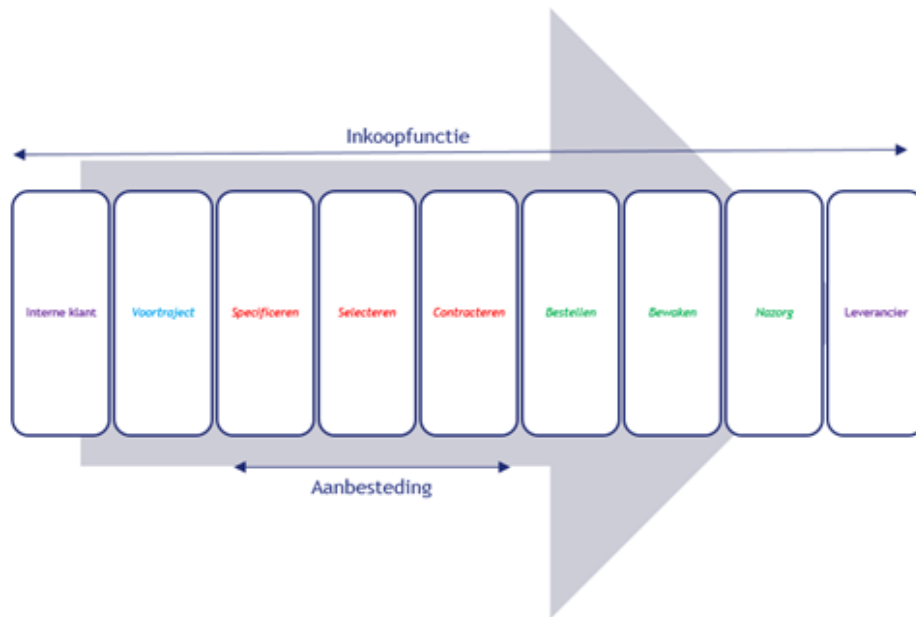 Inkoopfunctie
Interne klant
Voortraject
Specificeren
Selecteren
Contracteren
Bestellen
Bewaken
Nazorg
Leverancier
Aanbesteding